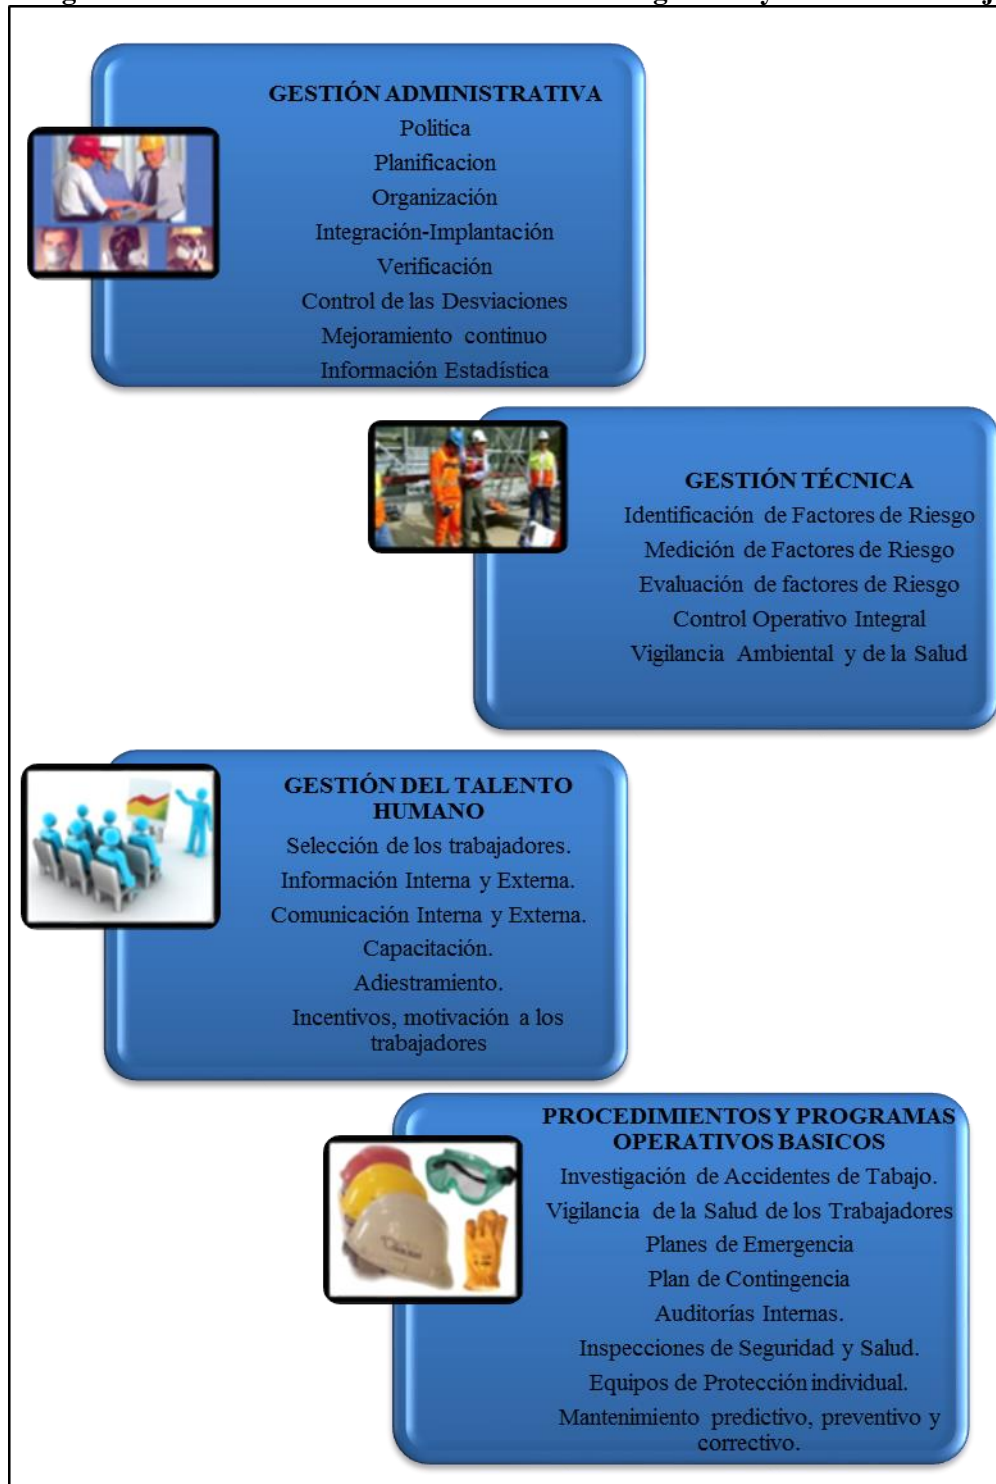 GESTIÓN ADMINISTRATIVA
Politica
Planificacion
Organización
Integración-Implantación
Verificación
Control de las Desviaciones
Mejoramiento continuo
Información Estadística
GESTIÓN TÉCNICA
Identificación de Factores de Riesgo
Medición de Factores de Riesgo
Evaluación de factores de Riesgo
Control Operativo Integral
Vigilancia Ambiental y de la Salud
GESTIÓN DEL TALENTO
HUMANO
Selección de los trabajadores.
Información Interna y Externa.
Comunicación Interna y Externa.
Capacitación.
Adiestramiento.
Incentivos, motivación a los
trabajadores
PROCEDIMIENTOS Y PROGRAMAS
OPERATIVOS BASICOS
Investigación de Accidentes de Tabajo.
Vigilancia de la Salud de los Trabajadores
Planes de Emergencia
Plan de Contingencia
Auditorías Internas.
Inspecciones de Seguridad y Salud.
Equipos de Protección individual.
Mantenimiento predictivo, preventivo y
correctivo.